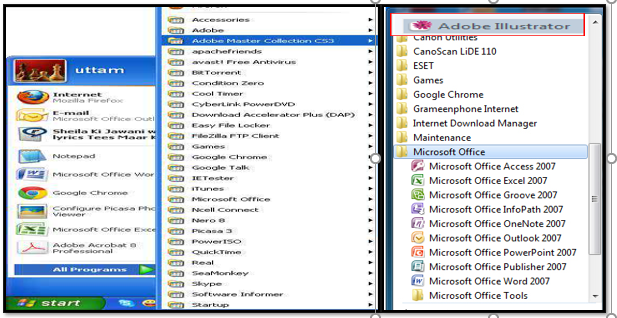 uttam
Internet
Mozilla Firefox
E-mail
Microsoft Office Outl
Sheila Ki Jawani w
lyrics Tees Maar K
Notepad
Microsoft Office Wor
Google Chrome
Configure Picasa Pho
Viewer
Microsoft Office Exce
Adobe Acrobat 8
Professional
All Programs
start
Accessories
Adobe
Adobe Master Collection CS3
apachefriends
avast! Free Antivirus
BitTorrent
Condition Zero
Cool Timer
CyberLink PowerDVD
Download Accelerator Plus (DAP)
Easy File Locker
FileZilla FTP Client
Games
Google Chrome
Google Talk
IETester
iTunes
Microsoft Office
Ncell Connect
Nero 8
Picasa 3
PowerISO
QuickTime
Real
SeaMonkey
Skype
Software Informer
Startup
Adobe Illustrator
Canon Utilities
CanoScan LiDE 110
ESET
Games
Google Chrome
Grameenphone Internet
Internet Download Manager
Maintenance
Microsoft Office
Microsoft Office Access 2007
Microsoft Office Excel 2007
Microsoft Office Groove 2007
Microsoft Office InfoPath 2007
Microsoft Office OneNote 2007
Microsoft Office Outlook 2007
Microsoft Office PowerPoint 2007
Microsoft Office Publisher 2007
Microsoft Office Word 2007
Microsoft Office Tools